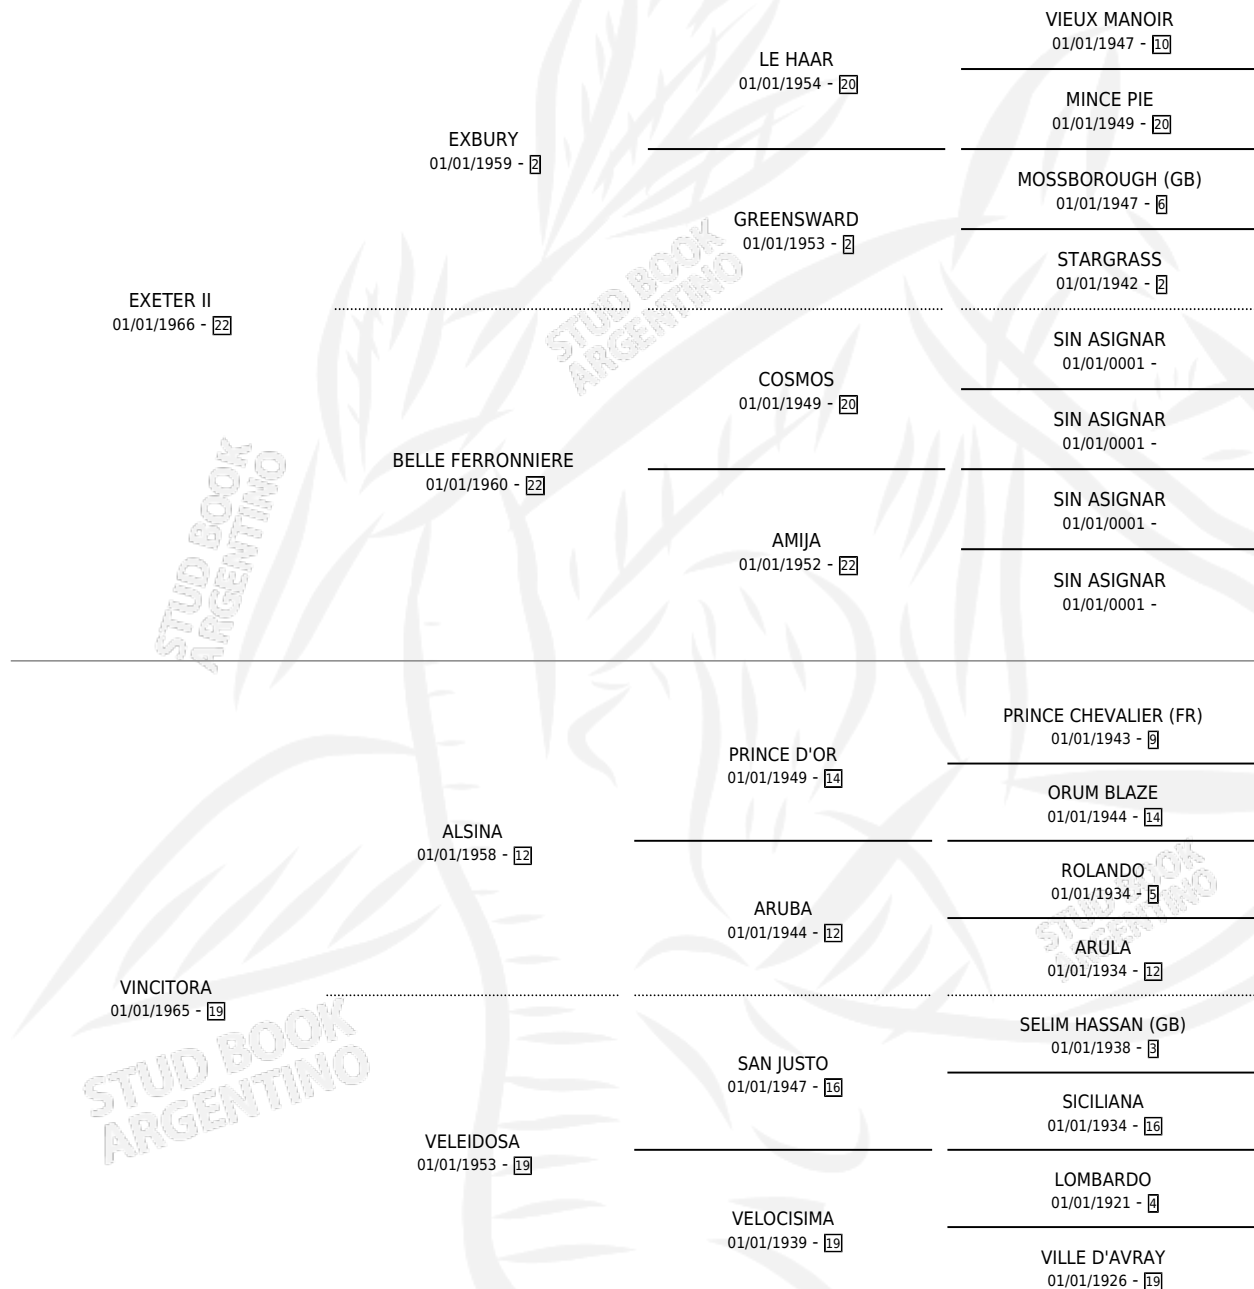 VIEUX MANOIR
01/01/1947 - 10
LE HAAR
01/01/1954 - 20
MINCE PIE
01/01/1949 - 20
EXBURY
01/01/1959 - 2
MOSSBOROUGH (GB)
01/01/1947 - 6
GREENSWARD
01/01/1953 - 2
STARGRASS
01/01/1942 - 2
EXETER II
01/01/1966 - 22
SIN ASIGNAR
01/01/0001 -
COSMOS
01/01/1949 - 20
SIN ASIGNAR
01/01/0001 -
BELLE FERRONNIERE
01/01/1960 - 22
SIN ASIGNAR
01/01/0001 -
AMIJA
01/01/1952 - 22
SIN ASIGNAR
01/01/0001 -
PRINCE CHEVALIER (FR)
01/01/1943 - 9
PRINCE D'OR
01/01/1949 - 14
ORUM BLAZE
01/01/1944 - 14
ALSINA
01/01/1958 - 12
ROLANDO
01/01/1934 - 5
ARUBA
01/01/1944 - 12
ARULA
01/01/1934 - 12
VINCITORA
01/01/1965 - 19
SELIM HASSAN (GB)
01/01/1938 - 3
SAN JUSTO
01/01/1947 - 16
SICILIANA
01/01/1934 - 16
VELEIDOSA
01/01/1953 - 19
LOMBARDO
01/01/1921 - 4
VELOCISIMA
01/01/1939 - 19
VILLE D'AVRAY
01/01/1926 - 19
STUD BOOK
ARGENTINO
STUD BOOK
ARGENTINO
STUD BOOK
ARGENTINO
STUD BOOK
ARGENTINO